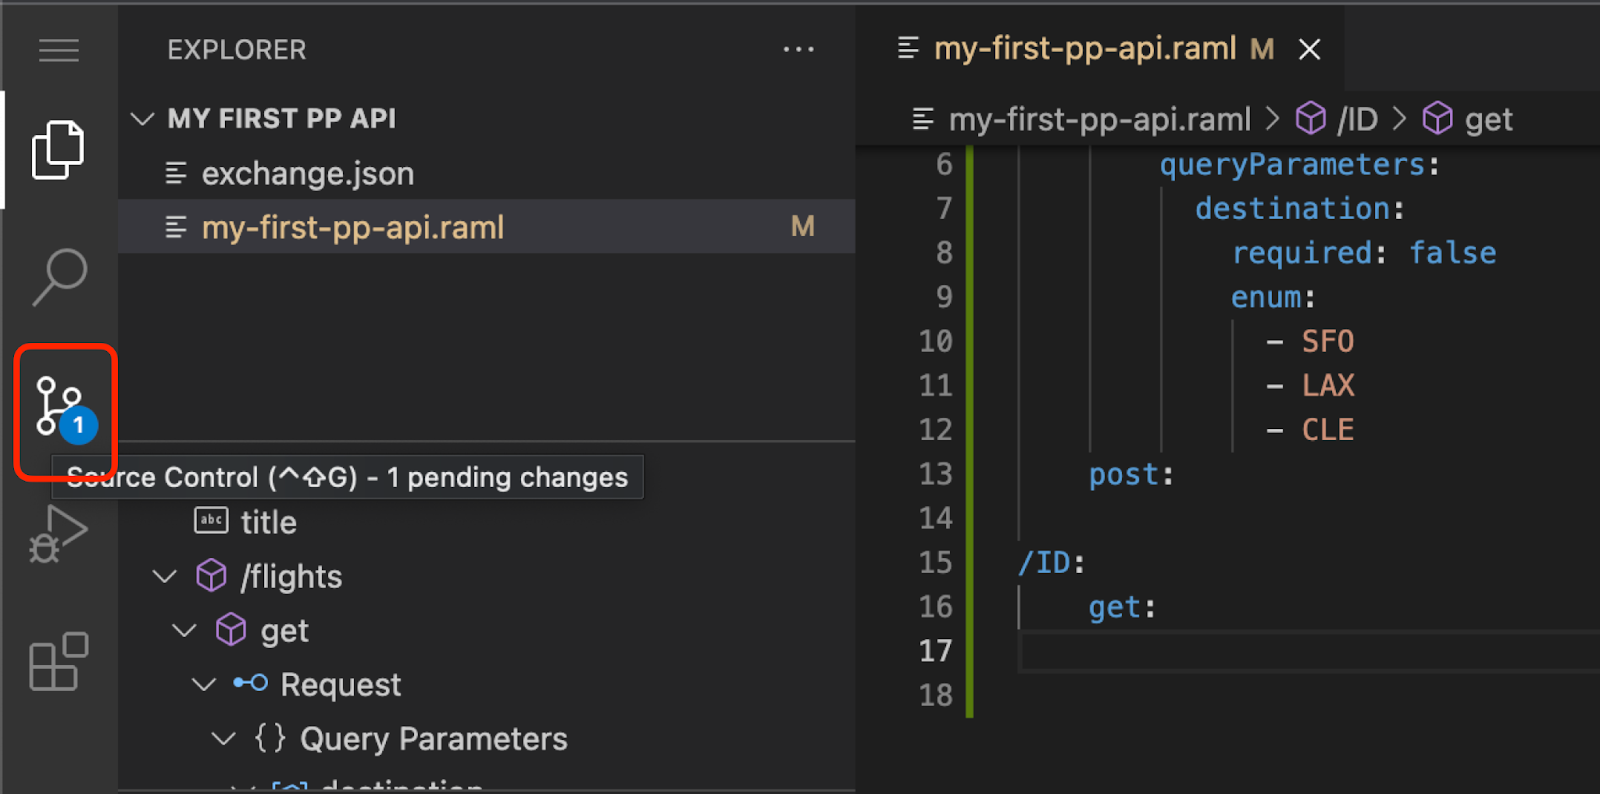 EXPLORER
MY FIRST PP API
exchange.json
my-first-pp-api.raml M
1
Source Control (^⇧G) - 1 pending changes
abc title
/flights
get
Request
{} Query Parameters
destination
my-first-pp-api.raml M
my-first-pp-api.raml > /ID > get
6 queryParameters:
7 destination:
8 required: false
9 enum:
10 - SFO
11 - LAX
12 - CLE
13 post:
14
15 /ID:
16 get:
17
18